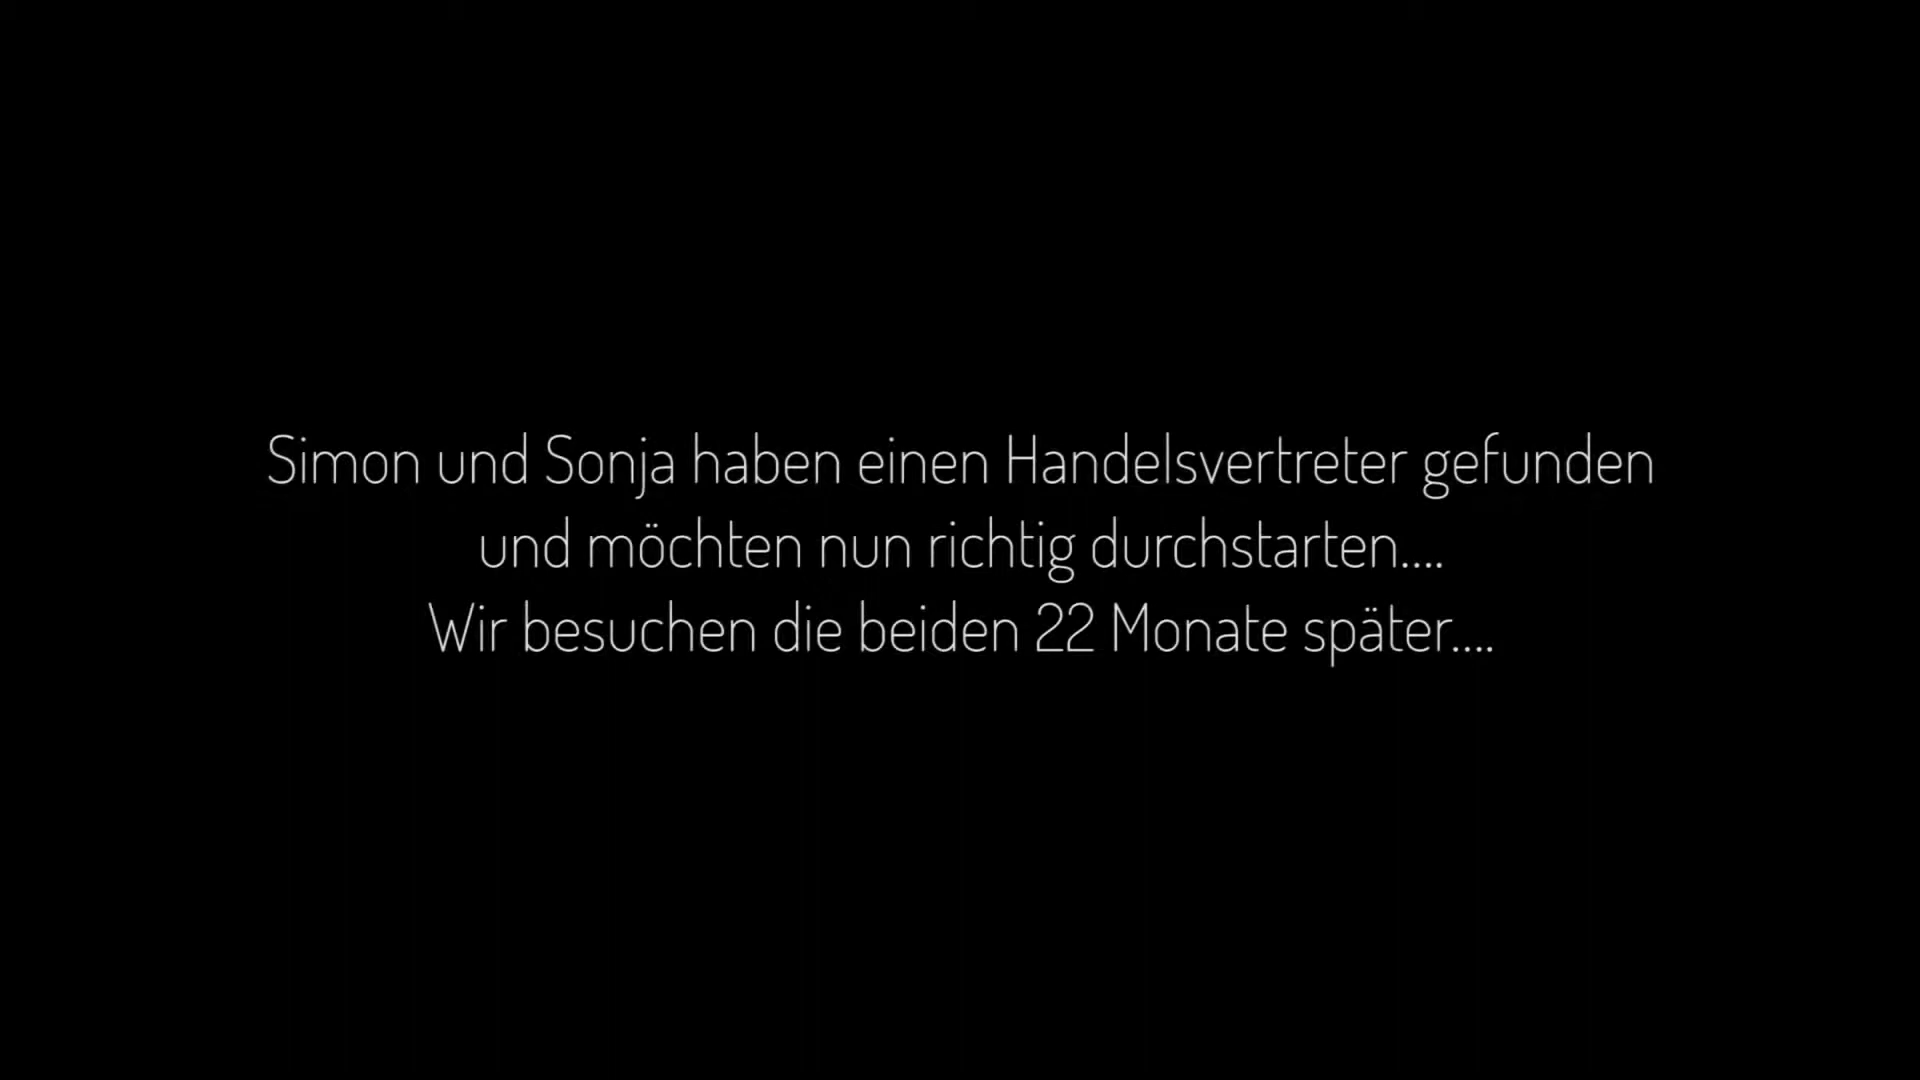 Simon und Sonja haben einen Handelsvertreter gefunden
und möchten nun richtig durchstarten....
Wir besuchen die beiden 22 Monate später....